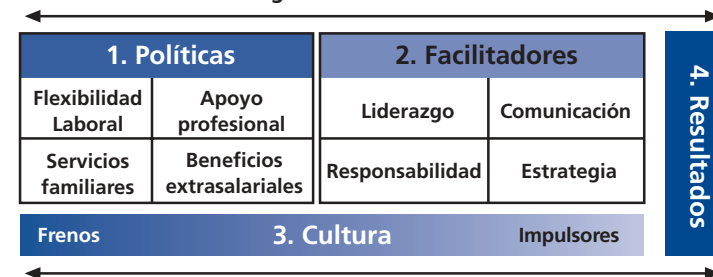 1. Políticas
2. Facilitadores
Flexibilidad
Laboral
Apoyo
profesional
Liderazgo
Comunicación
Servicios
familiares
Beneficios
extrasalariales
Responsabilidad
Estrategia
Frenos
3. Cultura
Impulsores
4. Resultados